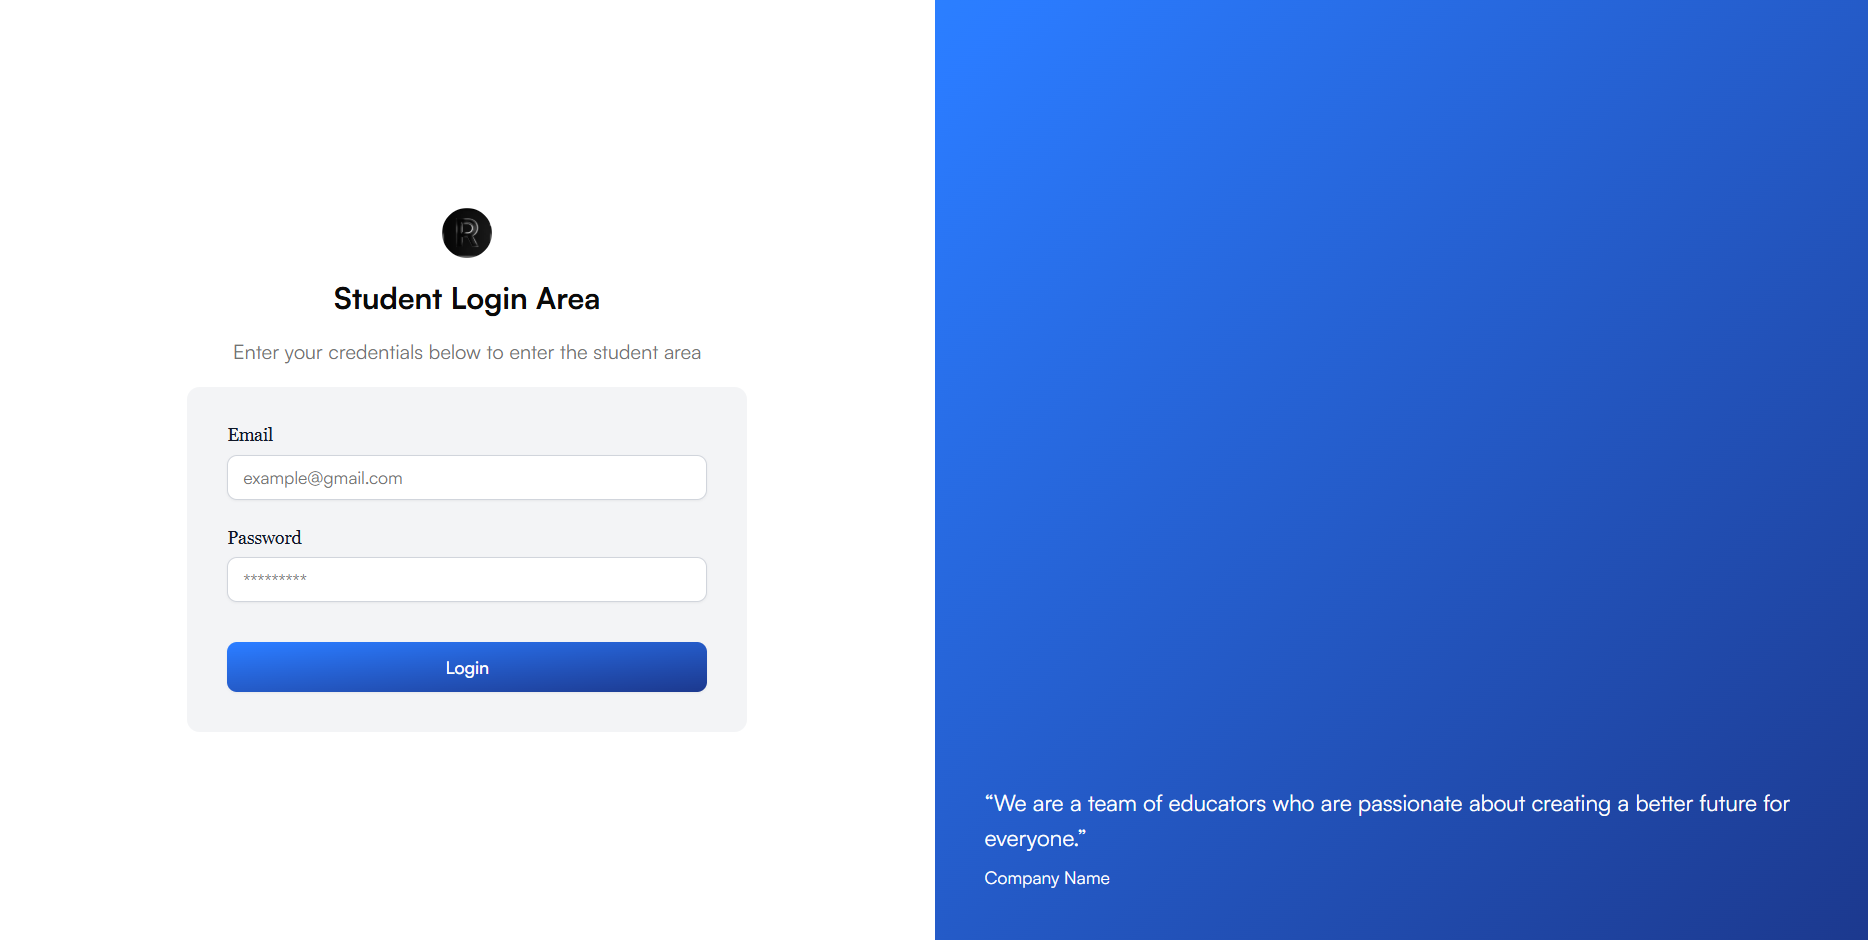 R
Student Login Area
Enter your credentials below to enter the student area
Email
example@gmail.com
Password
*********
Login
“We are a team of educators who are passionate about creating a better future for
everyone.”
Company Name